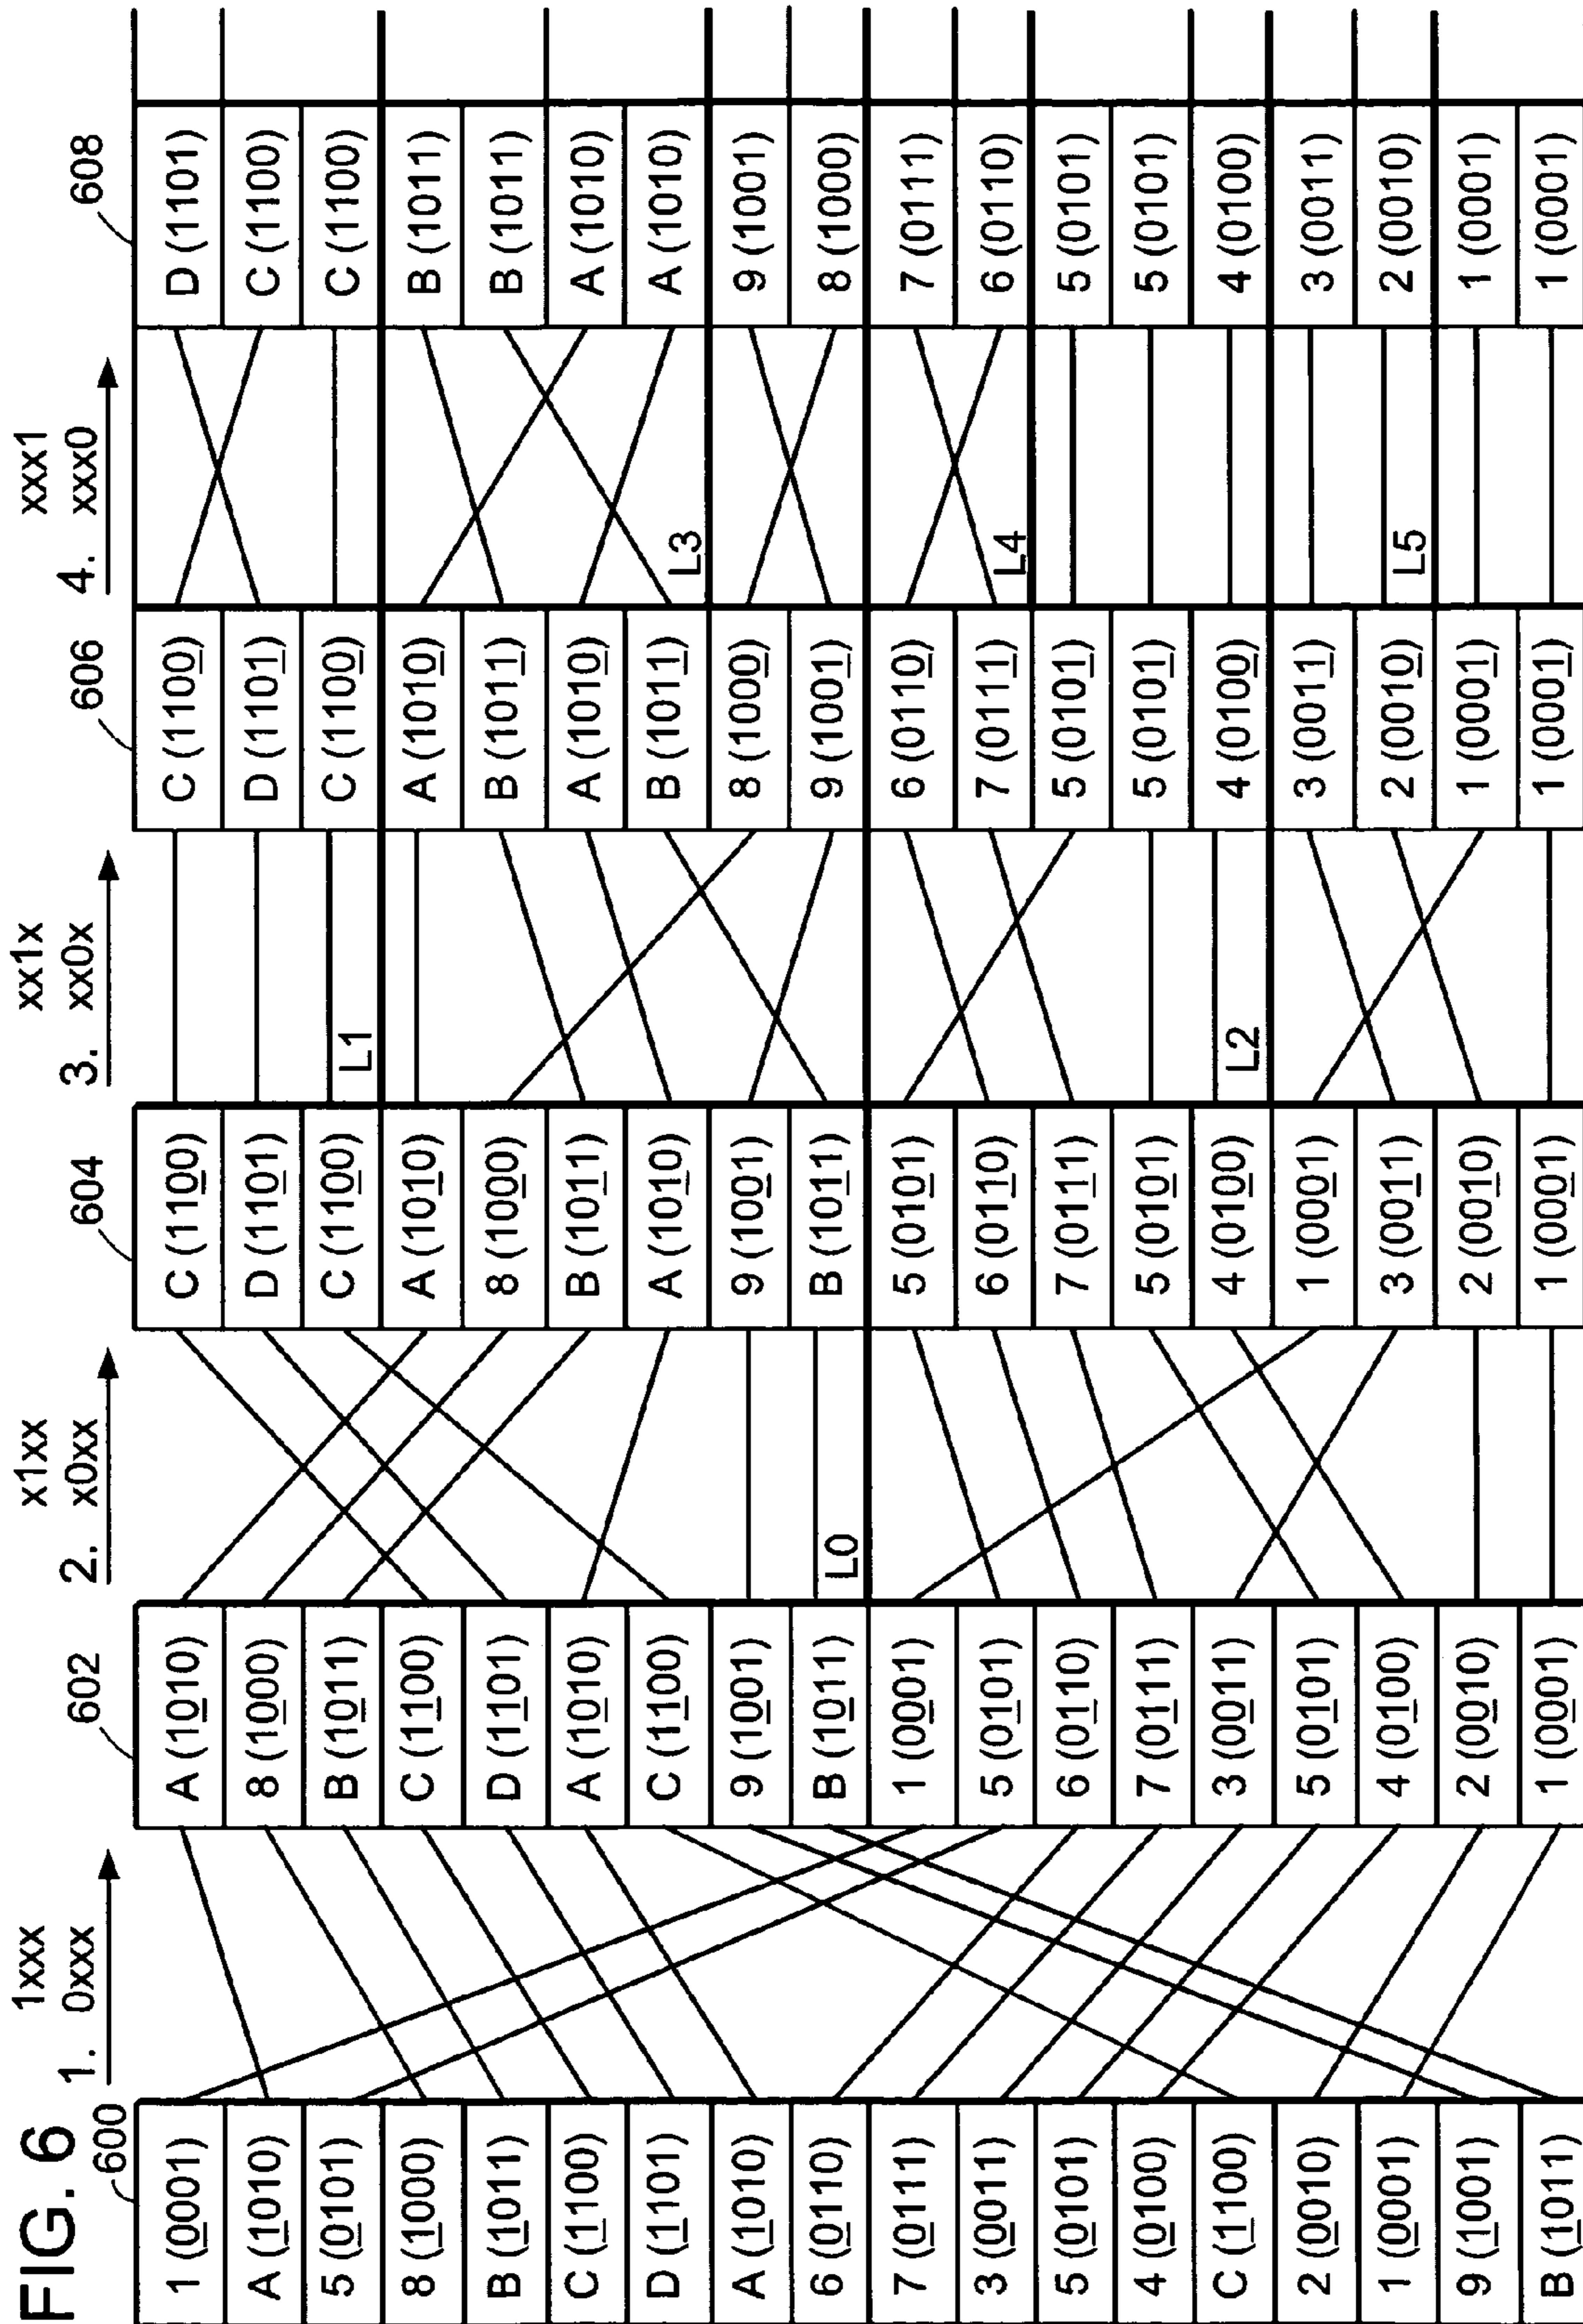 FIG. 6
1xxx
1. 0xxx
x1xx
2. x0xx
xx1x
3. xx0x
xxx1
4. xxx0
600
1 (0001)
A (1010)
5 (0101)
8 (1000)
B (1011)
C (1100)
D (1101)
A (1010)
6 (0110)
7 (0111)
3 (0011)
5 (0101)
4 (0100)
C (1100)
2 (0010)
1 (0001)
9 (1001)
B (1011)
602
A (1010)
8 (1000)
B (1011)
C (1100)
D (1101)
A (1010)
C (1100)
9 (1001)
B (1011)
1 (0001)
5 (0101)
6 (0110)
7 (0111)
3 (0011)
5 (0101)
4 (0100)
2 (0010)
1 (0001)
L0
604
C (1100)
D (1101)
C (1100)
A (1010)
8 (1000)
B (1011)
A (1010)
9 (1001)
B (1011)
5 (0101)
6 (0110)
7 (0111)
5 (0101)
4 (0100)
1 (0001)
3 (0011)
2 (0010)
1 (0001)
L1
L2
606
C (1100)
D (1101)
C (1100)
A (1010)
B (1011)
A (1010)
B (1011)
8 (1000)
9 (1001)
6 (0110)
7 (0111)
5 (0101)
5 (0101)
4 (0100)
3 (0011)
2 (0010)
1 (0001)
1 (0001)
L3
L4
L5
608
D (1101)
C (1100)
C (1100)
B (1011)
B (1011)
A (1010)
A (1010)
9 (1001)
8 (1000)
7 (0111)
6 (0110)
5 (0101)
5 (0101)
4 (0100)
3 (0011)
2 (0010)
1 (0001)
1 (0001)